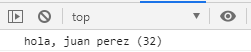 top
hola, juan perez (32)